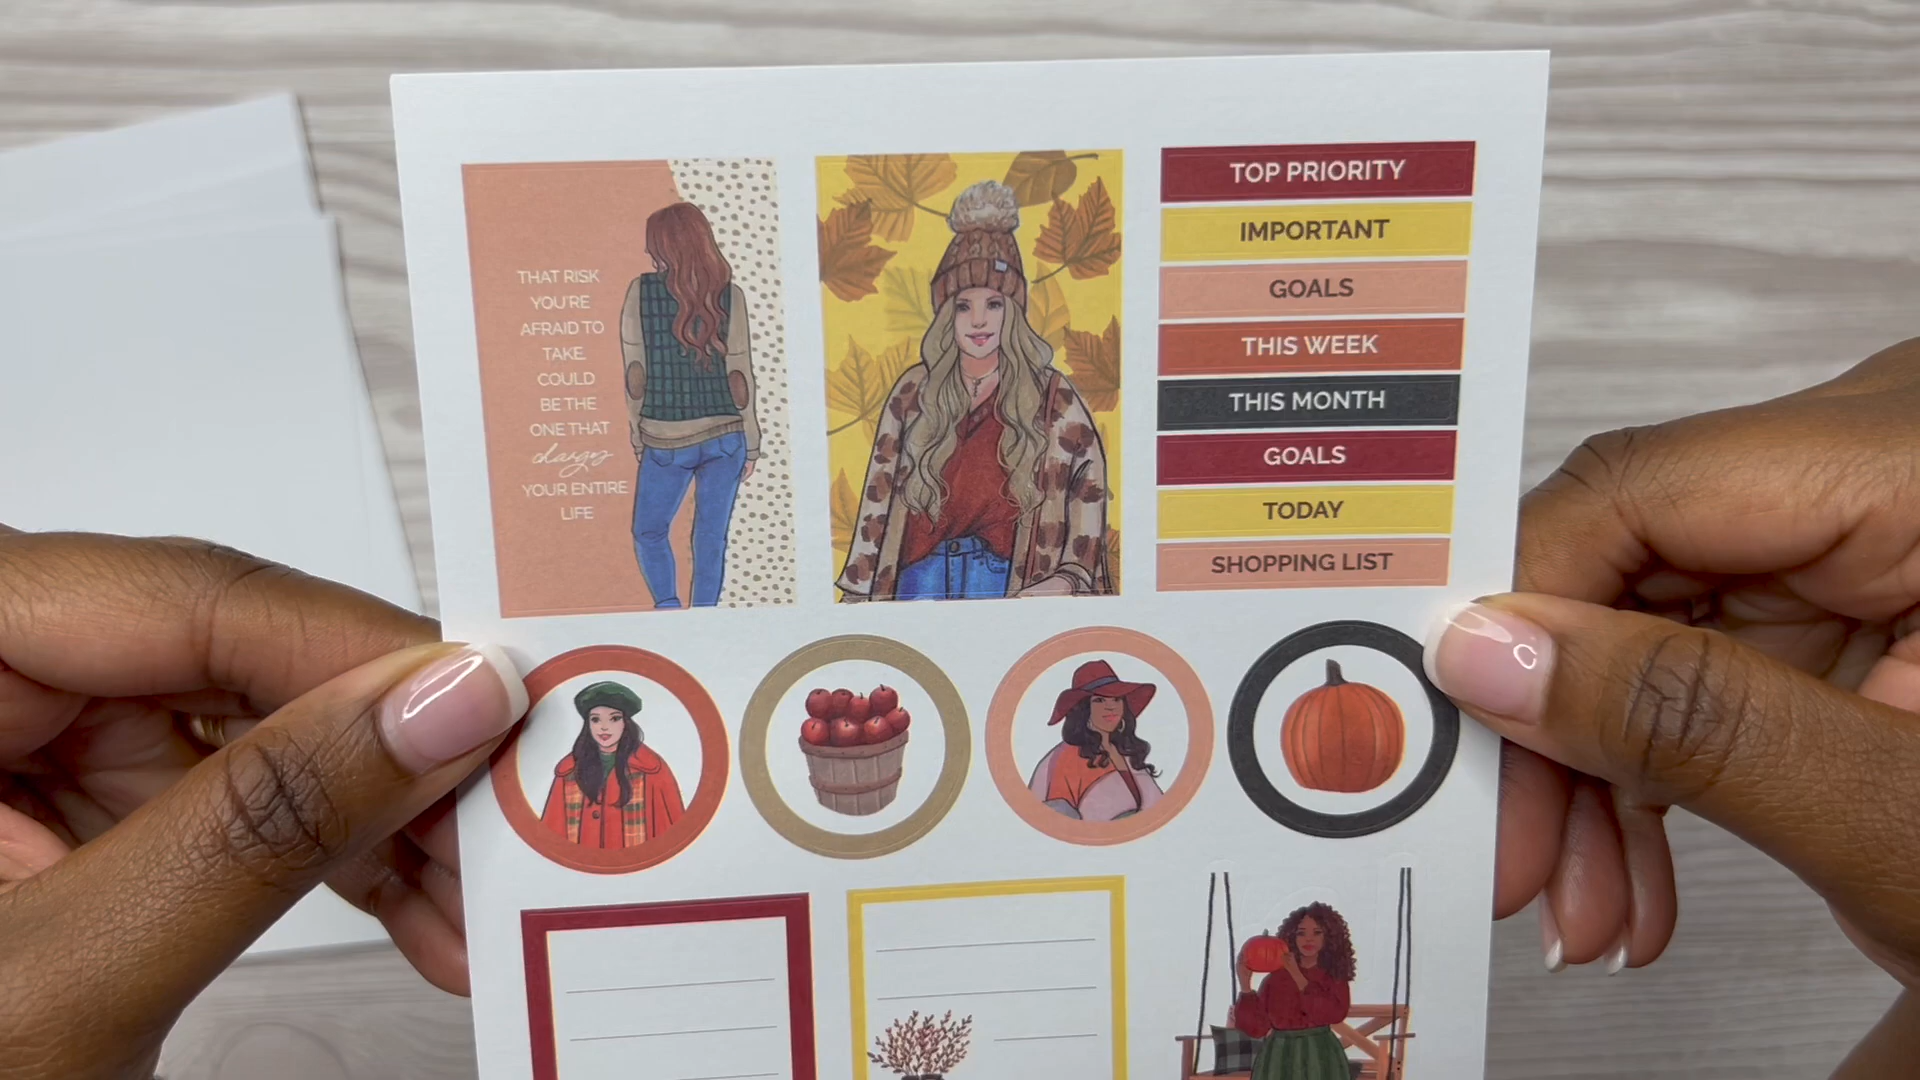 THAT RISK
YOU'RE
AFRAID TO
TAKE
COULD
BE THE
ONE THAT
change
YOUR ENTIRE
LIFE
TOP PRIORITY
IMPORTANT
GOALS
THIS WEEK
THIS MONTH
GOALS
TODAY
SHOPPING LIST